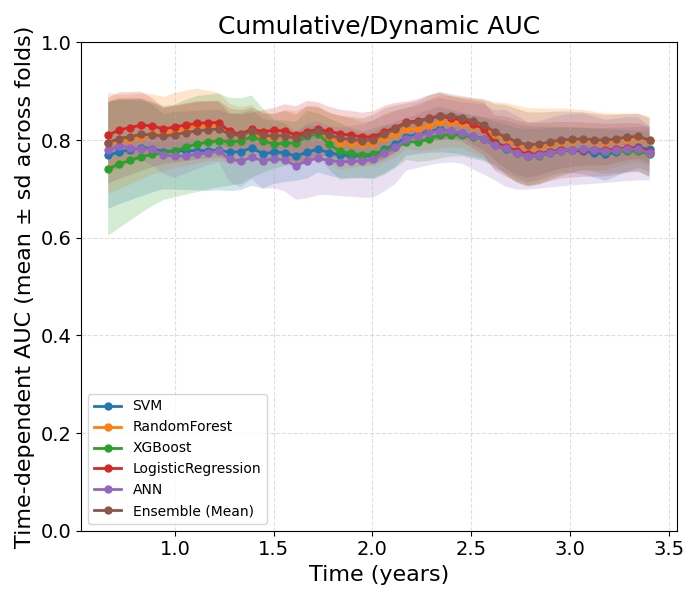 Cumulative/Dynamic AUC
Time-dependent AUC (mean ± sd across folds)
1.0
0.8
0.6
0.4
0.2
0.0
SVM
RandomForest
XGBoost
LogisticRegression
ANN
Ensemble (Mean)
1.0 1.5 2.0 2.5 3.0 3.5
Time (years)